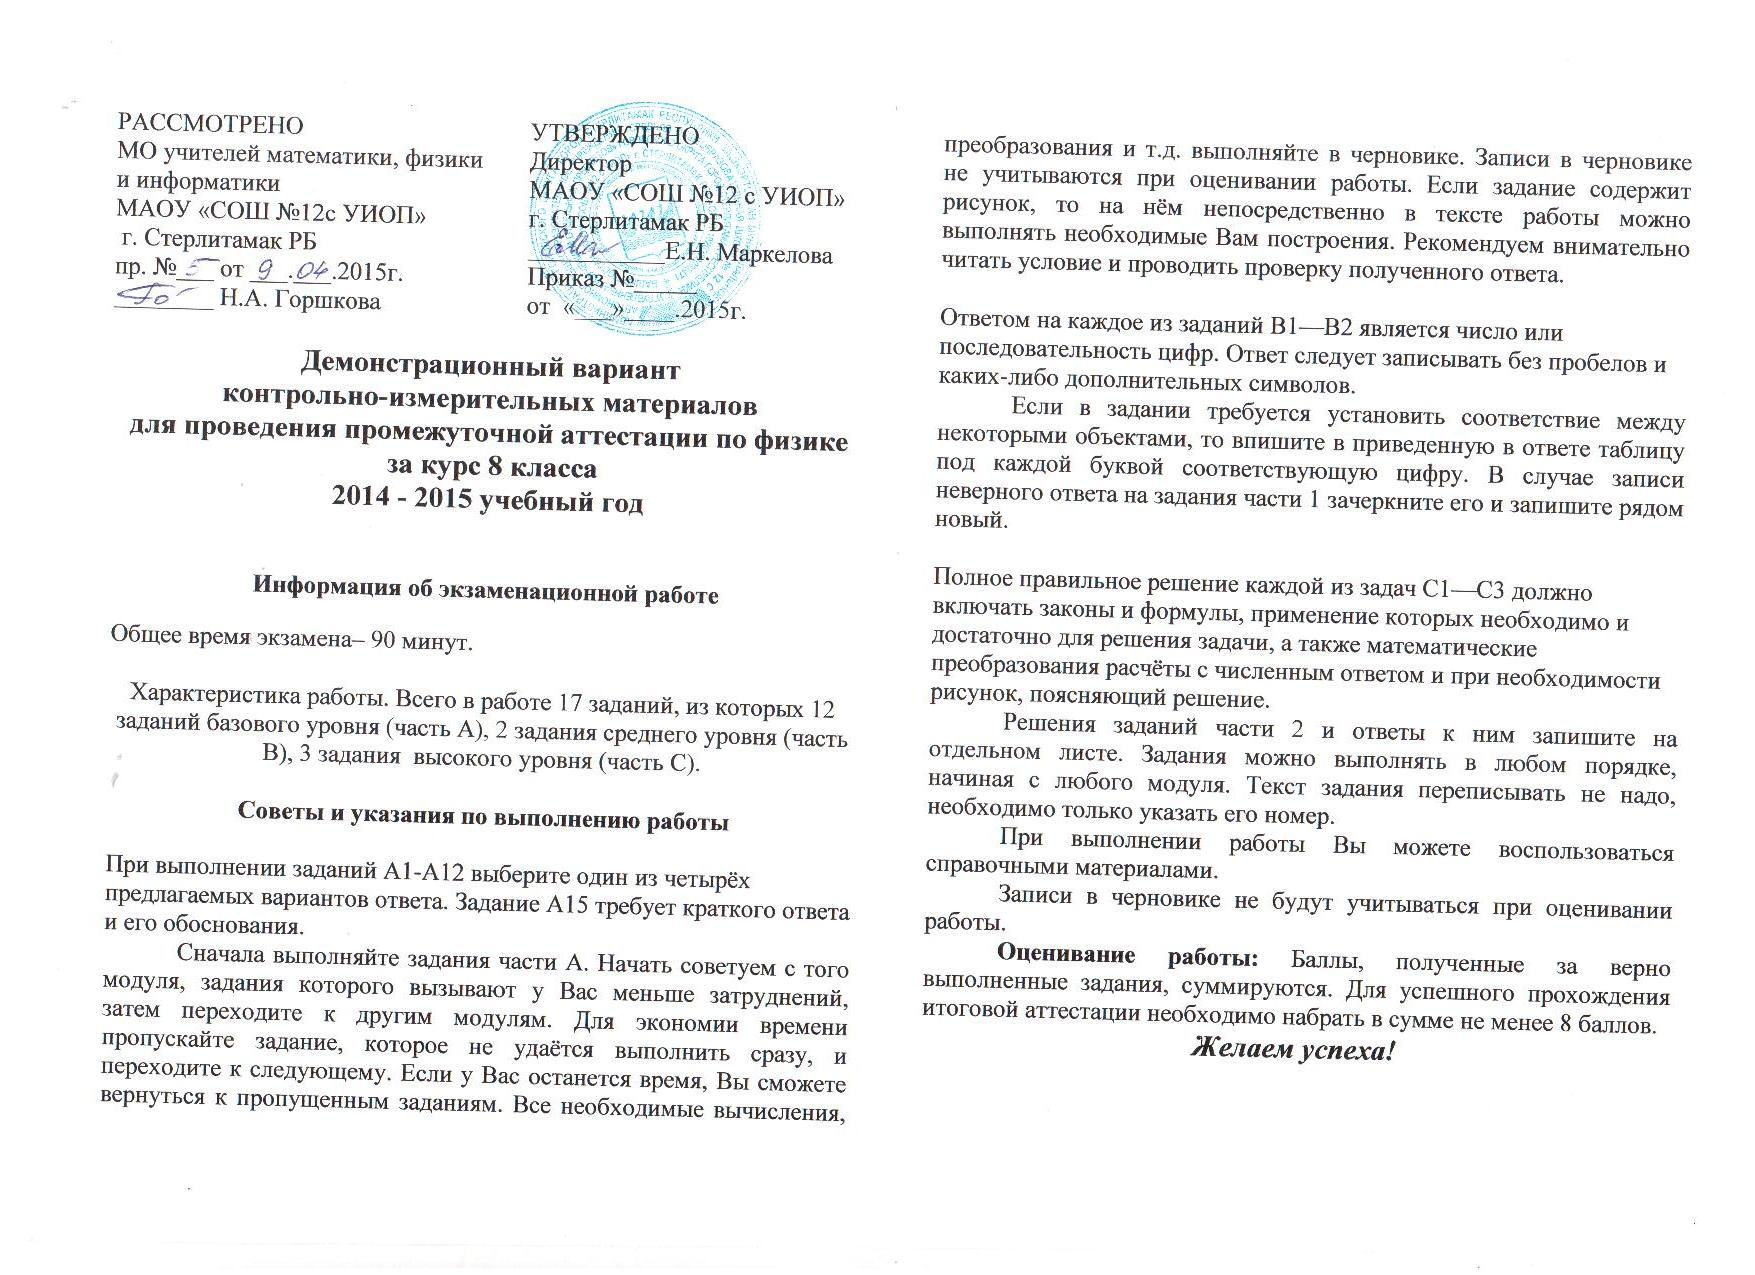 РАССМОТРЕНО
МО учителей математики, физики
и информатики
МАОУ «СОШ №12с УИОП»
г. Стерлитамак РБ
пр. № 5 от 9 .04.2015г.
_______ Н.А. Горшкова
УТВЕРЖДЕНО
Директор
МАОУ «СОШ №12 с УИОП»
г. Стерлитамак РБ
__________Е.Н. Маркелова
Приказ №_____
от «___»____.2015г.
Демонстрационный вариант
контрольно-измерительных материалов
для проведения промежуточной аттестации по физике
за курс 8 класса
2014 - 2015 учебный год
Информация об экзаменационной работе
Общее время экзамена– 90 минут.
Характеристика работы. Всего в работе 17 заданий, из которых 12
заданий базового уровня (часть А), 2 задания среднего уровня (часть
В), 3 задания высокого уровня (часть С).
Советы и указания по выполнению работы
При выполнении заданий А1-А12 выберите один из четырёх
предлагаемых вариантов ответа. Задание А15 требует краткого ответа
и его обоснования.
Сначала выполняйте задания части А. Начать советуем с того
модуля, задания которого вызывают у Вас меньше затруднений,
затем переходите к другим модулям. Для экономии времени
пропускайте задание, которое не удаётся выполнить сразу, и
переходите к следующему. Если у Вас останется время, Вы сможете
вернуться к пропущенным заданиям. Все необходимые вычисления,
преобразования и т.д. выполняйте в черновике. Записи в черновике
не учитываются при оценивании работы. Если задание содержит
рисунок, то на нём непосредственно в тексте работы можно
выполнять необходимые Вам построения. Рекомендуем внимательно
читать условие и проводить проверку полученного ответа.
Ответом на каждое из заданий В1—В2 является число или
последовательность цифр. Ответ следует записывать без пробелов и
каких-либо дополнительных символов.
Если в задании требуется установить соответствие между
некоторыми объектами, то впишите в приведенную в ответе таблицу
под каждой буквой соответствующую цифру. В случае записи
неверного ответа на задания части 1 зачеркните его и запишите рядом
новый.
Полное правильное решение каждой из задач С1—С3 должно
включать законы и формулы, применение которых необходимо и
достаточно для решения задачи, а также математические
преобразования расчёты с численным ответом и при необходимости
рисунок, поясняющий решение.
Решения заданий части 2 и ответы к ним запишите на
отдельном листе. Задания можно выполнять в любом порядке,
начиная с любого модуля. Текст задания переписывать не надо,
необходимо только указать его номер.
При выполнении работы Вы можете воспользоваться
справочными материалами.
Записи в черновике не будут учитываться при оценивании
работы.
Оценивание работы: Баллы, полученные за верно
выполненные задания, суммируются. Для успешного прохождения
итоговой аттестации необходимо набрать в сумме не менее 8 баллов.
Желаем успеха!